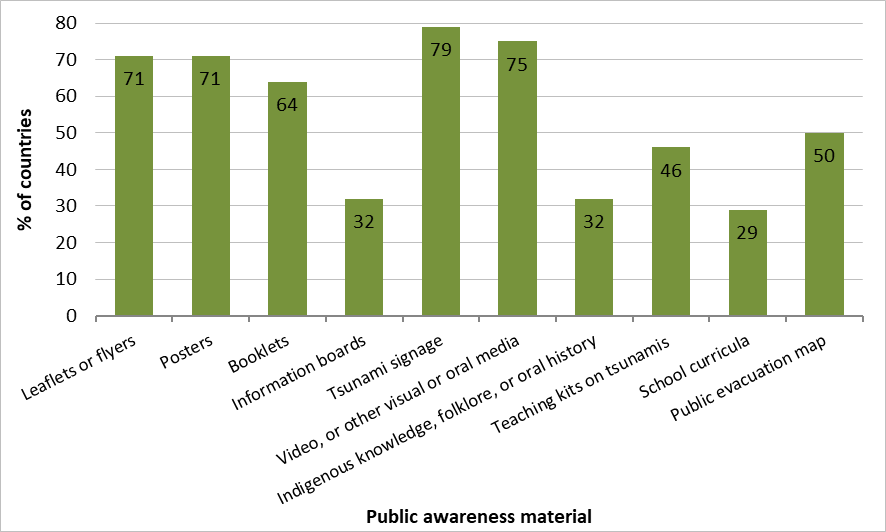 80
70
60
50
40
30
20
10
0
% of countries
71
71
64
32
79
75
32
46
29
50
Leaflets or flyers
Posters
Booklets
Information boards
Tsunami signage
Video, or other visual or oral media
Indigenous knowledge, folklore, or oral history
Teaching kits on tsunamis
School curricula
Public evacuation map
Public awareness material